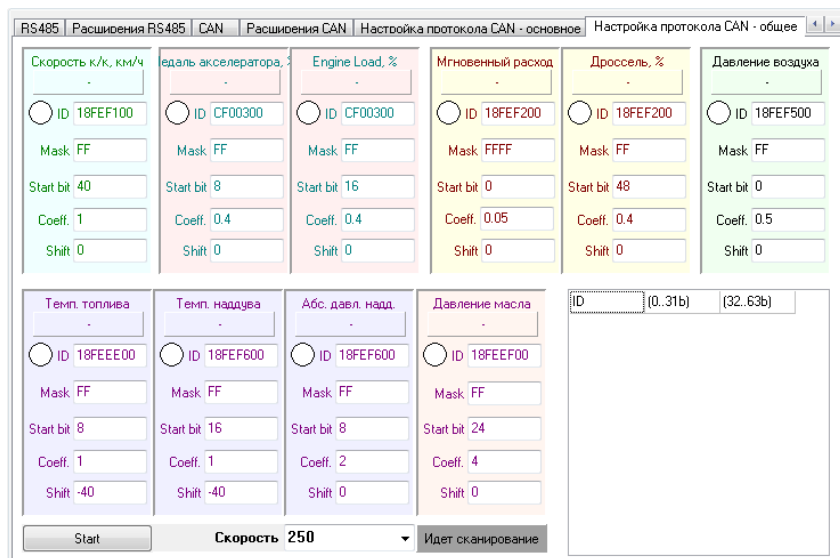 RS485 Расширения RS485 CAN Расширения CAN Настройка протокола CAN - основное Настройка протокола CAN - общее
Скорость к/к, км/ч едаль акселератора, % Engine Load, % Мгновенный расход Дроссель, % Давление воздуха
- - - - - -
ID 18FEF100 ID CF00300 ID CF00300 ID 18FEF200 ID 18FEF200 ID 18FEF500
Mask FF Mask FF Mask FF Mask FFFF Mask FF Mask FF
Start bit 40 Start bit 8 Start bit 16 Start bit 0 Start bit 48 Start bit 0
Coeff. 1 Coeff. 0.4 Coeff. 0.4 Coeff. 0.05 Coeff. 0.4 Coeff. 0.5
Shift 0 Shift 0 Shift 0 Shift 0 Shift 0 Shift 0
Темп. топлива Темп. наддува Абс. давл. надд. Давление масла ID (0..31b) (32..63b)
- - - -
ID 18FEEE00 ID 18FEF600 ID 18FEF600 ID 18FEEF00
Mask FF Mask FF Mask FF Mask FF
Start bit 8 Start bit 16 Start bit 8 Start bit 24
Coeff. 1 Coeff. 1 Coeff. 2 Coeff. 4
Shift -40 Shift -40 Shift 0 Shift 0
Start Скорость 250 Идет сканирование